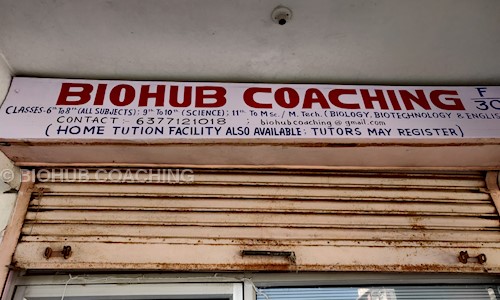 BIOHUB COACHING F
30
CLASSES-6th To 8th (ALL SUBJECTS): 9th To 10th (SCIENCE); 11th To M Sc./ M. Tech. (BIOLOGY, BIOTECHNOLOGY & ENGLIS
CONTACT :- 6377121018 ; biohubcoaching@gmail.com
(HOME TUTION FACILITY ALSO AVAILABLE: TUTORS MAY REGISTER)
© BIOHUB COACHING